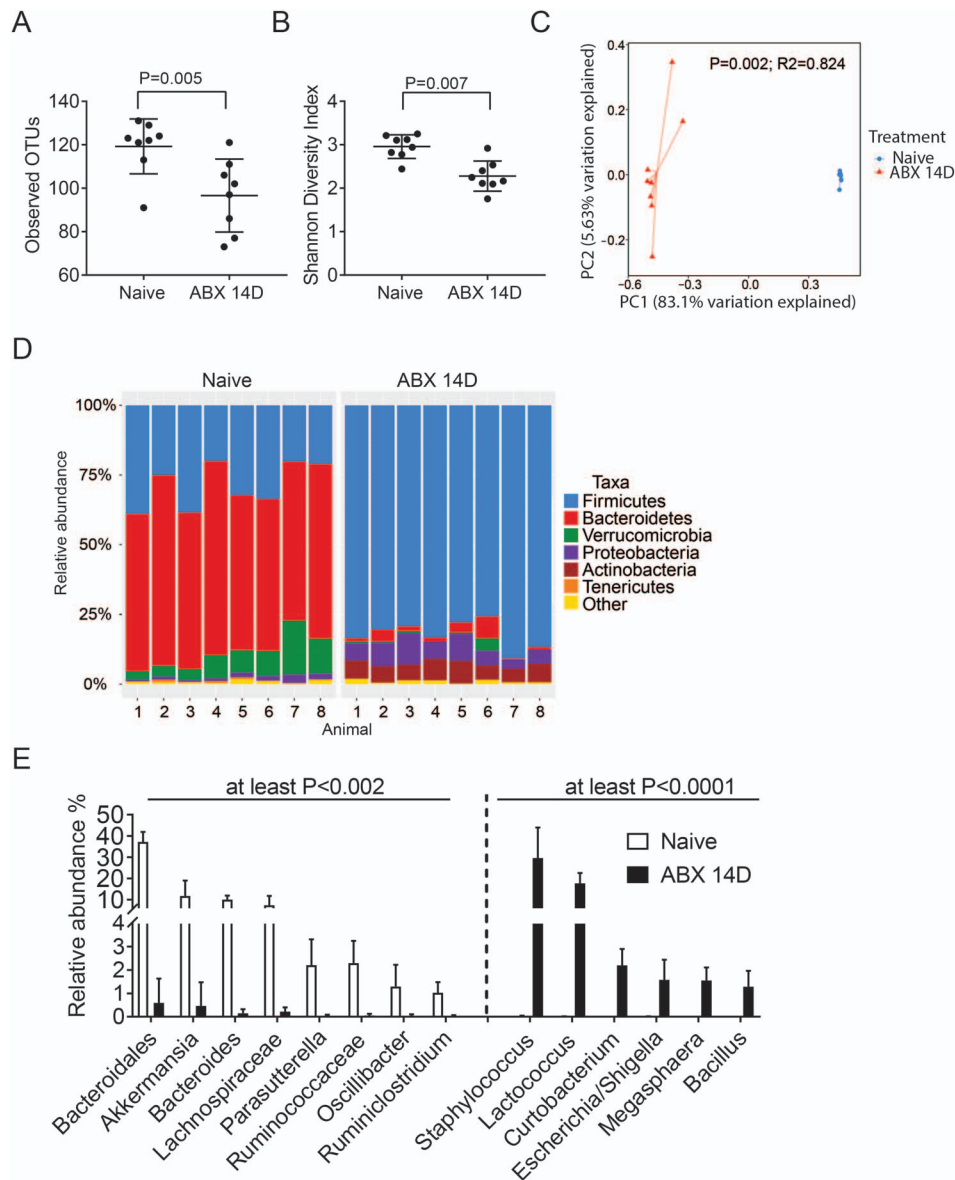 A
P=0.005
Observed OTUs
140
120
100
80
60
Naive
ABX 14D
B
P=0.007
Shannon Diversity Index
4
3
2
1
0
Naive
ABX 14D
C
P=0.002; R2=0.824
PC2 (5.63% variation explained)
0.4
0.2
0.0
-0.2
-0.6
-0.3
0.0
0.3
PC1 (83.1% variation explained)
Treatment
Naive
ABX 14D
D
Naive
ABX 14D
Relative abundance
100%
75%
50%
25%
0%
1 2 3 4 5 6 7 8
1 2 3 4 5 6 7 8
Animal
Taxa
Firmicutes
Bacteroidetes
Verrucomicrobia
Proteobacteria
Actinobacteria
Tenericutes
Other
E
at least P<0.002
at least P<0.0001
Relative abundance %
50
40
30
20
10
4
3
2
1
0
Naive
ABX 14D
Bacteroidales
Akkermansia
Bacteroides
Lachnospiraceae
Parasutterella
Ruminococcaceae
Oscillibacter
Ruminiclostridium
Staphylococcus
Lactococcus
Curtobacterium
Escherichia/Shigella
Megasphaera
Bacillus